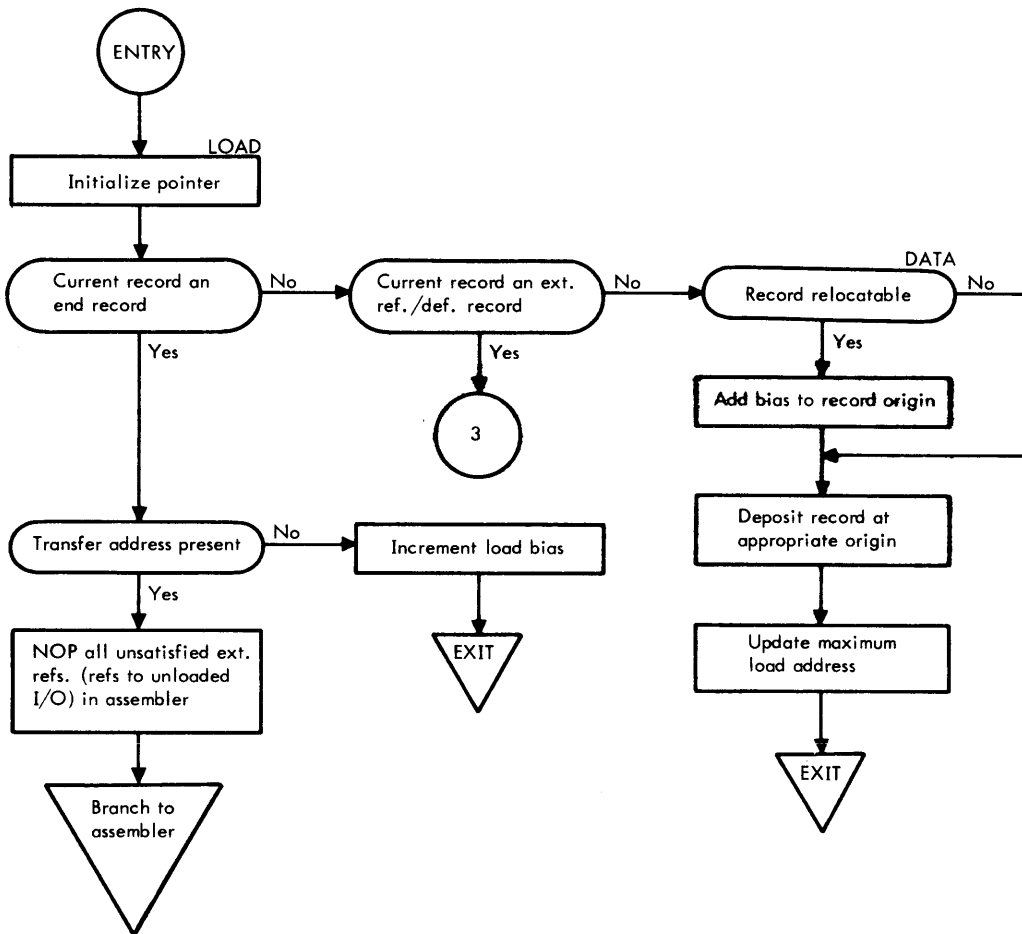 ENTRY
LOAD
Initialize pointer
Current record an
end record
No
Current record an ext.
ref./def. record
No
DATA
Record relocatable
No
Yes
Yes
Yes
Add bias to record origin
3
Deposit record at
appropriate origin
Transfer address present
No
Increment load bias
Yes
NOP all unsatisfied ext.
refs. (refs to unloaded
I/O) in assembler
EXIT
Update maximum
load address
Branch to
assembler
EXIT